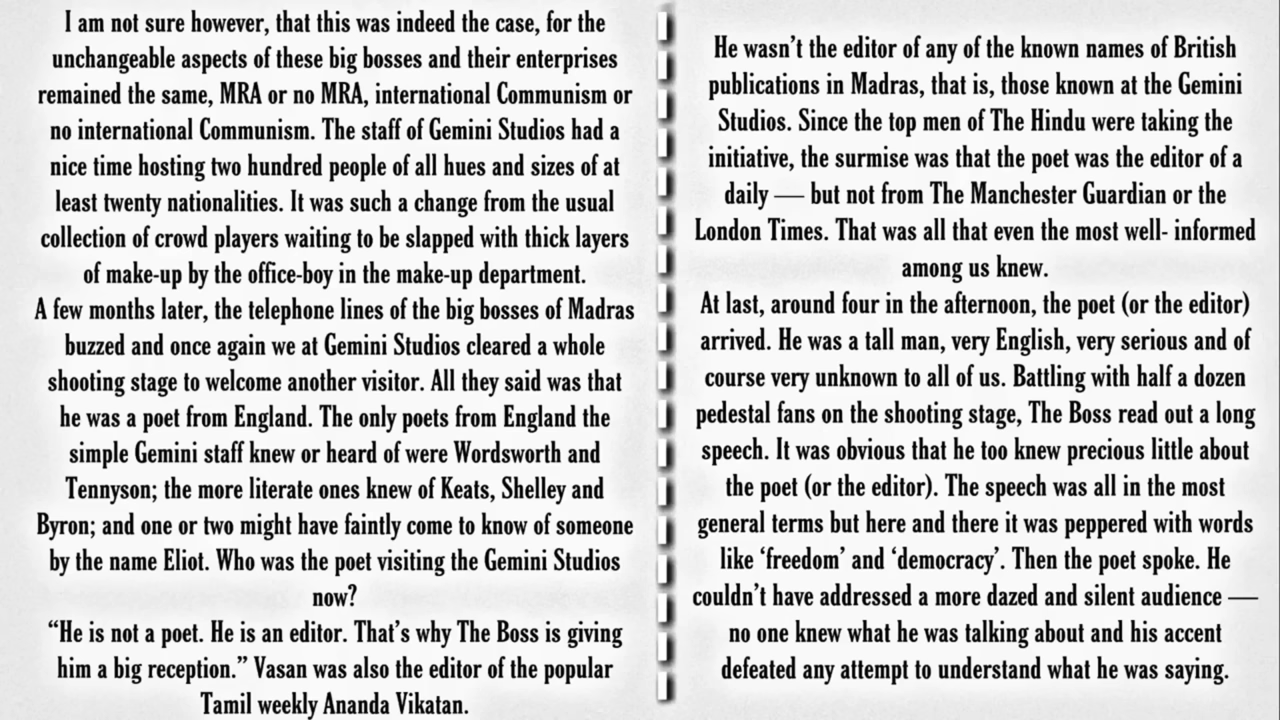 I am not sure however, that this was indeed the case, for the
unchangeable aspects of these big bosses and their enterprises
remained the same, MRA or no MRA, international Communism or
no international Communism. The staff of Gemini Studios had a
nice time hosting two hundred people of all hues and sizes of at
least twenty nationalities. It was such a change from the usual
collection of crowd players waiting to be slapped with thick layers
of make-up by the office-boy in the make-up department.
A few months later, the telephone lines of the big bosses of Madras
buzzed and once again we at Gemini Studios cleared a whole
shooting stage to welcome another visitor. All they said was that
he was a poet from England. The only poets from England the
simple Gemini staff knew or heard of were Wordsworth and
Tennyson; the more literate ones knew of Keats, Shelley and
Byron; and one or two might have faintly come to know of someone
by the name Eliot. Who was the poet visiting the Gemini Studios
now?
“He is not a poet. He is an editor. That’s why The Boss is giving
him a big reception.” Vasan was also the editor of the popular
Tamil weekly Ananda Vikatan.
He wasn’t the editor of any of the known names of British
publications in Madras, that is, those known at the Gemini
Studios. Since the top men of The Hindu were taking the
initiative, the surmise was that the poet was the editor of a
daily — but not from The Manchester Guardian or the
London Times. That was all that even the most well- informed
among us knew.
At last, around four in the afternoon, the poet (or the editor)
arrived. He was a tall man, very English, very serious and of
course very unknown to all of us. Battling with half a dozen
pedestal fans on the shooting stage, The Boss read out a long
speech. It was obvious that he too knew precious little about
the poet (or the editor). The speech was all in the most
general terms but here and there it was peppered with words
like ‘freedom’ and ‘democracy’. Then the poet spoke. He
couldn’t have addressed a more dazed and silent audience —
no one knew what he was talking about and his accent
defeated any attempt to understand what he was saying.